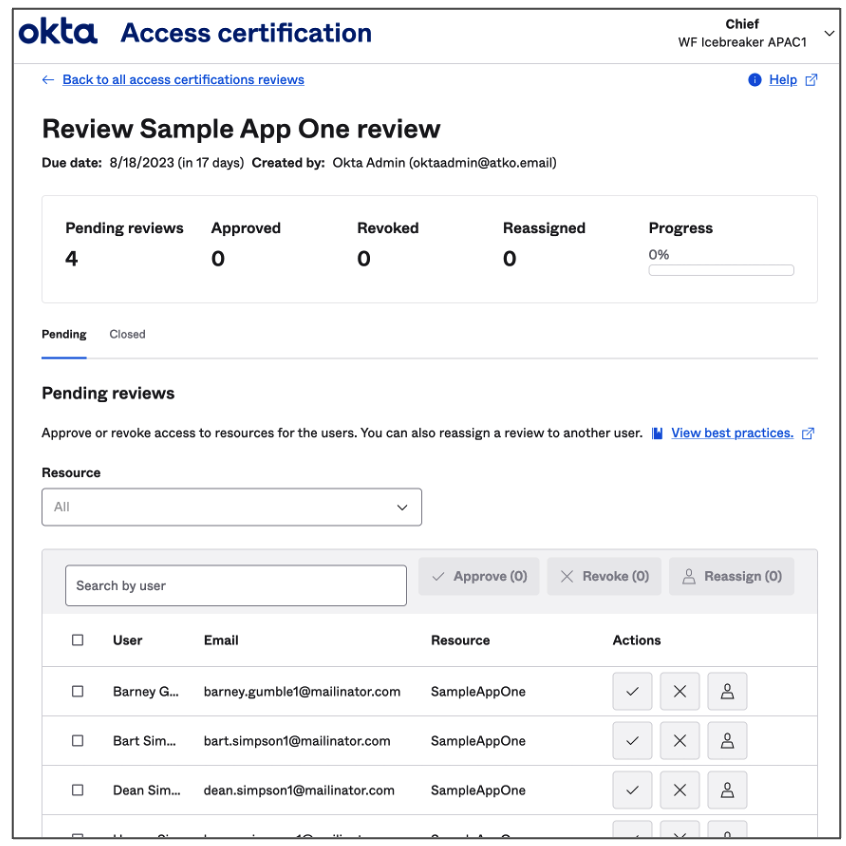 okta Access certification
Chief
WF Icebreaker APAC1
← Back to all access certifications reviews
Help
Review Sample App One review
Due date: 8/18/2023 (in 17 days) Created by: Okta Admin (oktaadmin@atko.email)
Pending reviews Approved Revoked Reassigned Progress
4 0 0 0 0%
Pending Closed
Pending reviews
Approve or revoke access to resources for the users. You can also reassign a review to another user. View best practices.
Resource
All
Search by user Approve (0) Revoke (0) Reassign (0)
User Email Resource Actions
Barney G... barney.gumble1@mailinator.com SampleAppOne
Bart Sim... bart.simpson1@mailinator.com SampleAppOne
Dean Sim... dean.simpson1@mailinator.com SampleAppOne